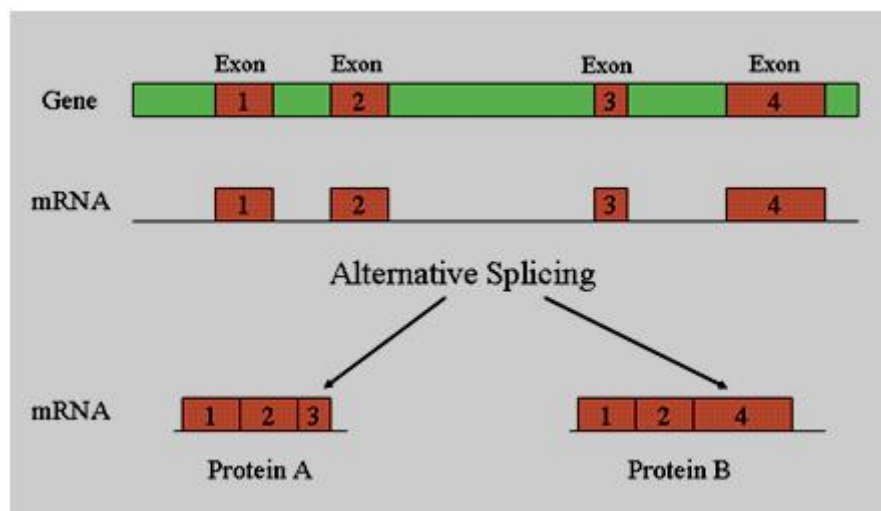 Exon Exon Exon Exon
Gene 1 2 3 4
mRNA 1 2 3 4
Alternative Splicing
mRNA 1 2 3 1 2 4
Protein A Protein B